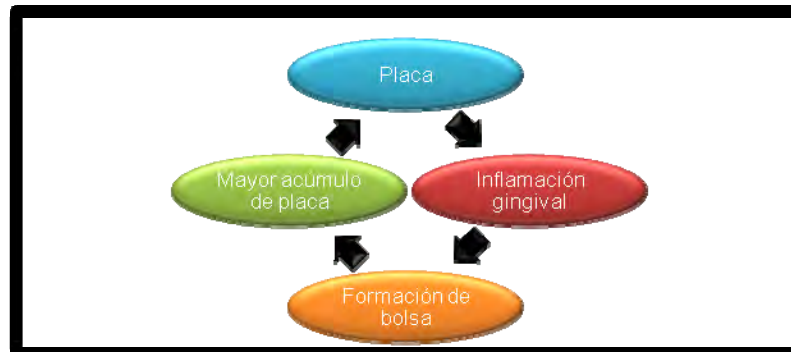 Placa
Mayor acúmulo
de placa
Inflamación
gingival
Formación de
bolsa